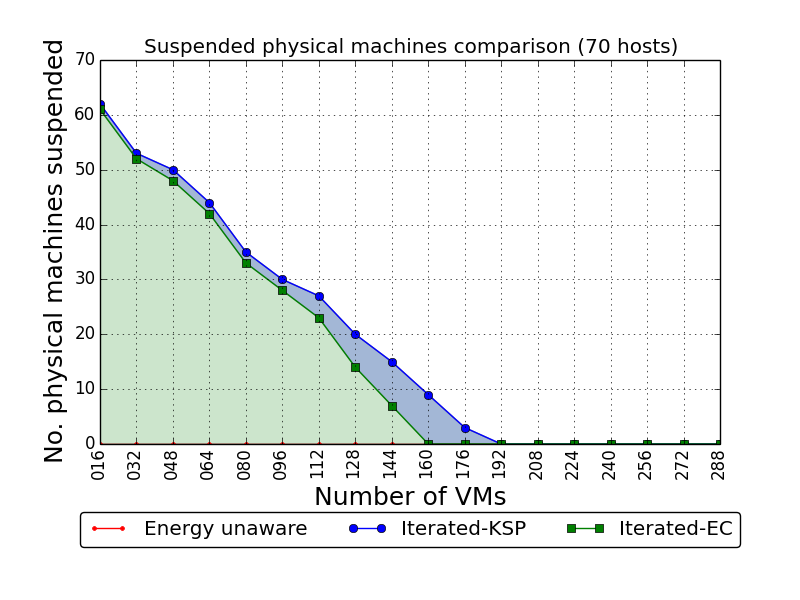 Suspended physical machines comparison (70 hosts)
No. physical machines suspended
70
60
50
40
30
20
10
0
016 032 048 064 080 096 112 128 144 160 176 192 208 224 240 256 272 288
Number of VMs
Energy unaware Iterated-KSP Iterated-EC